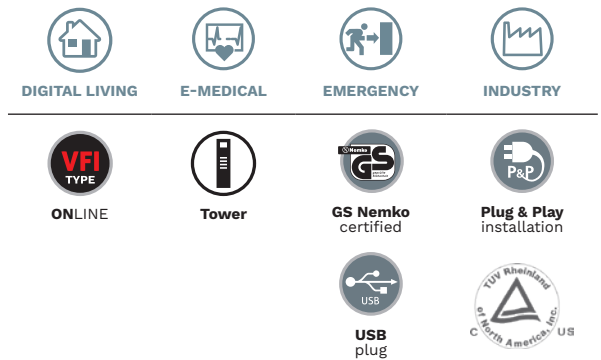 DIGITAL LIVING
E-MEDICAL
EMERGENCY
INDUSTRY
VFI
TYPE
ONLINE
Tower
Nemko
GS
GS Nemko
certified
P&P
Plug & Play
installation
USB
USB
plug
TUV Rheinland
of North America, Inc.
C US